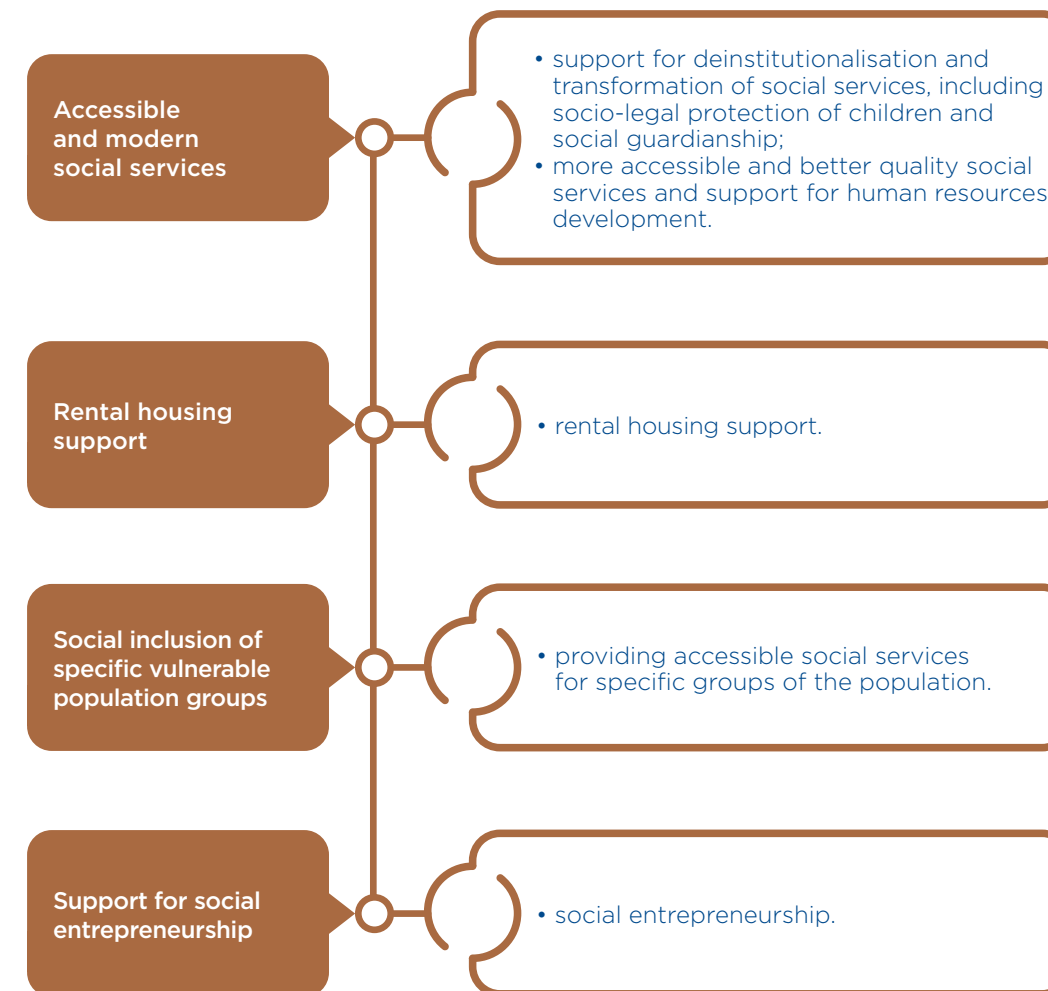 Accessible
and modern
social services
• support for deinstitutionalisation and
transformation of social services, including
socio-legal protection of children and
social guardianship;
• more accessible and better quality social
services and support for human resources
development.
Rental housing
support
• rental housing support.
Social inclusion of
specific vulnerable
population groups
• providing accessible social services
for specific groups of the population.
Support for social
entrepreneurship
• social entrepreneurship.